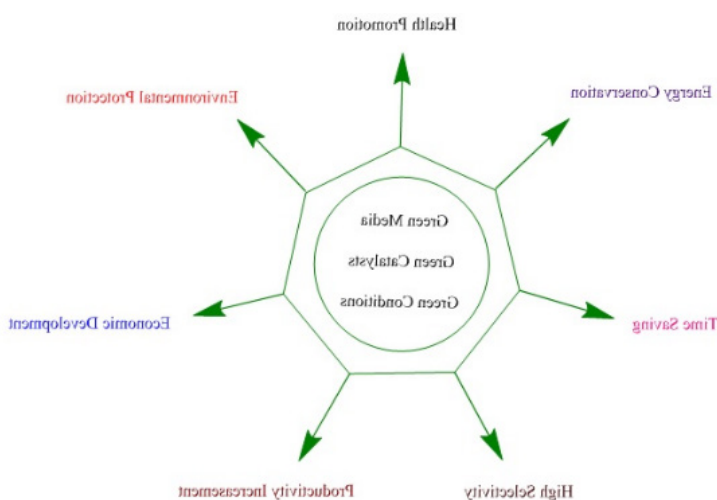 Health Promotion
Energy Conservation
Environmental Protection
Green Media
Green Catalysts
Green Conditions
Time Saving
Economic Development
High Selectivity
Productivity Increasement